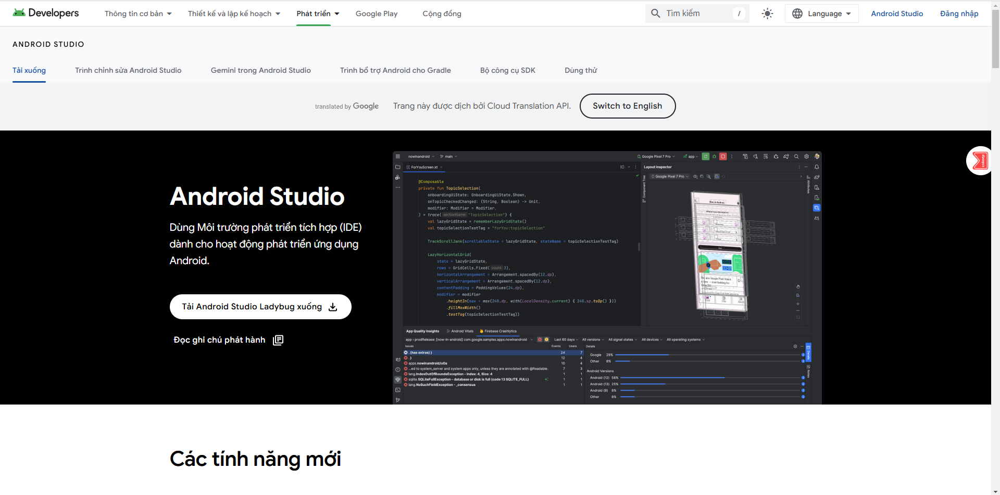 Developers
Thông tin cơ bản
Thiết kế và lập kế hoạch
Phát triển
Google Play
Cộng đồng
Tìm kiếm
/
Language
Android Studio
Đăng nhập
ANDROID STUDIO
Tải xuống
Trình chỉnh sửa Android Studio
Gemini trong Android Studio
Trình bổ trợ Android cho Gradle
Bộ công cụ SDK
Dùng thử
translated by Google
Trang này được dịch bởi Cloud Translation API.
Switch to English
Android Studio
Dùng Môi trường phát triển tích hợp (IDE)
dành cho hoạt động phát triển ứng dụng
Android.
Tải Android Studio Ladybug xuống
Đọc ghi chú phát hành
nowinandroid
main
Google Pixel 7 Pro
app
ForYouScreen.kt
Layout Inspector
Google Pixel 7 Pro
Component Tree
Attributes
@Composable
private fun TopicSelection(
onboardingUiState: OnboardingUiState.Shown,
onTopicCheckedChanged: (String, Boolean) -> Unit,
modifier: Modifier = Modifier,
) = trace( sectionName: "TopicSelection") {
val lazyGridState = rememberLazyGridState()
val topicSelectionTestTag = "forYou:topicSelection"
TrackScrollJank(scrollableState = lazyGridState, stateName = topicSelectionTestTag)
LazyHorizontalGrid(
state = lazyGridState,
rows = GridCells.Fixed( count: 3),
horizontalArrangement = Arrangement.spacedBy(12.dp),
verticalArrangement = Arrangement.spacedBy(12.dp),
contentPadding = PaddingValues(24.dp),
modifier = modifier
.heightIn(max = max(240.dp, with(LocalDensity.current) { 240.sp.toDp() }))
.fillMaxWidth()
.testTag(topicSelectionTestTag))
App Quality Insights
Android Vitals
Firebase Crashlytics
app › prodRelease: [now-in-android] com.google.samples.apps.nowinandroid
Last 60 days
All versions
All signal states
All devices
All operating systems
Issues
Events
Users
Details
. (has extras) }
24
7
.}
12
4
apps.nowinandroid/u0a
10
4
...ed to system_server and system apps only, unless they are annotated with @Readable.
7
3
lang.IndexOutOfBoundsException - Index: 4, Size: 4
1
1
sqlite.SQLiteFullException - database or disk is full (code 13 SQLITE_FULL)
1
1
lang.NoSuchFieldException - _consensus
1
1
Google 29%
Other 8%
Android Versions
Android (12) 58%
Android (13) 25%
Android (9) 8%
Other 8%
Details
Notes
cokeep
Các tính năng mới